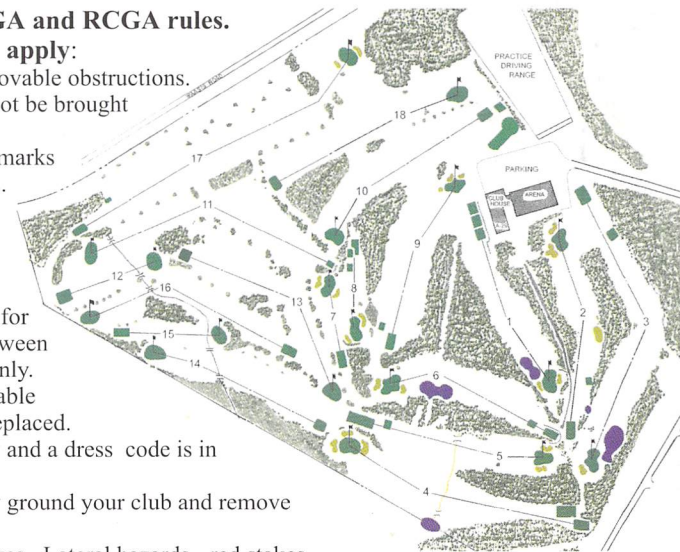 GA and RCGA rules.
apply:
ovable obstructions.
ot be brought
marks
.
for
ween
nly.
able
eplaced.
and a dress code is in
ground your club and remove
PRACTICE
DRIVING
RANGE
PARKING
CLUB
HOUSE
ARENA
18
17
10
11
9
12
16
13
8
7
15
14
6
1
2
3
5
4